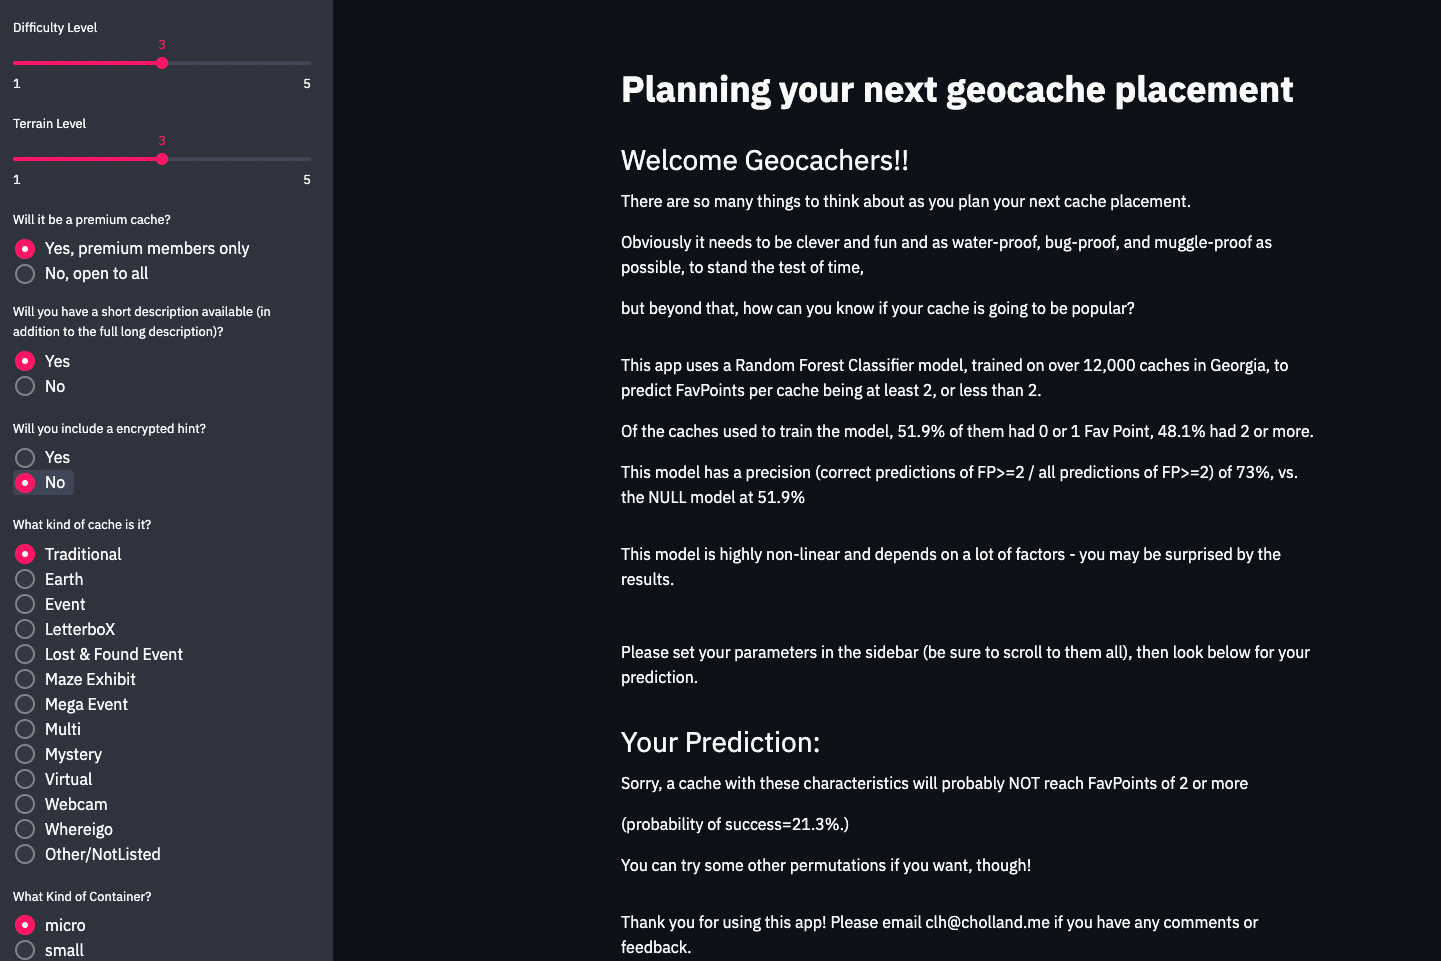 Difficulty Level
3
1 5
Terrain Level
3
1 5
Will it be a premium cache?
Yes, premium members only
No, open to all
Will you have a short description available (in
addition to the full long description)?
Yes
No
Will you include a encrypted hint?
Yes
No
What kind of cache is it?
Traditional
Earth
Event
LetterboX
Lost & Found Event
Maze Exhibit
Mega Event
Multi
Mystery
Virtual
Webcam
Whereigo
Other/NotListed
What Kind of Container?
micro
small
Planning your next geocache placement
Welcome Geocachers!!
There are so many things to think about as you plan your next cache placement.
Obviously it needs to be clever and fun and as water-proof, bug-proof, and muggle-proof as
possible, to stand the test of time,
but beyond that, how can you know if your cache is going to be popular?
This app uses a Random Forest Classifier model, trained on over 12,000 caches in Georgia, to
predict FavPoints per cache being at least 2, or less than 2.
Of the caches used to train the model, 51.9% of them had 0 or 1 Fav Point, 48.1% had 2 or more.
This model has a precision (correct predictions of FP>=2 / all predictions of FP>=2) of 73%, vs.
the NULL model at 51.9%
This model is highly non-linear and depends on a lot of factors - you may be surprised by the
results.
Please set your parameters in the sidebar (be sure to scroll to them all), then look below for your
prediction.
Your Prediction:
Sorry, a cache with these characteristics will probably NOT reach FavPoints of 2 or more
(probability of success=21.3%.)
You can try some other permutations if you want, though!
Thank you for using this app! Please email clh@cholland.me if you have any comments or
feedback.